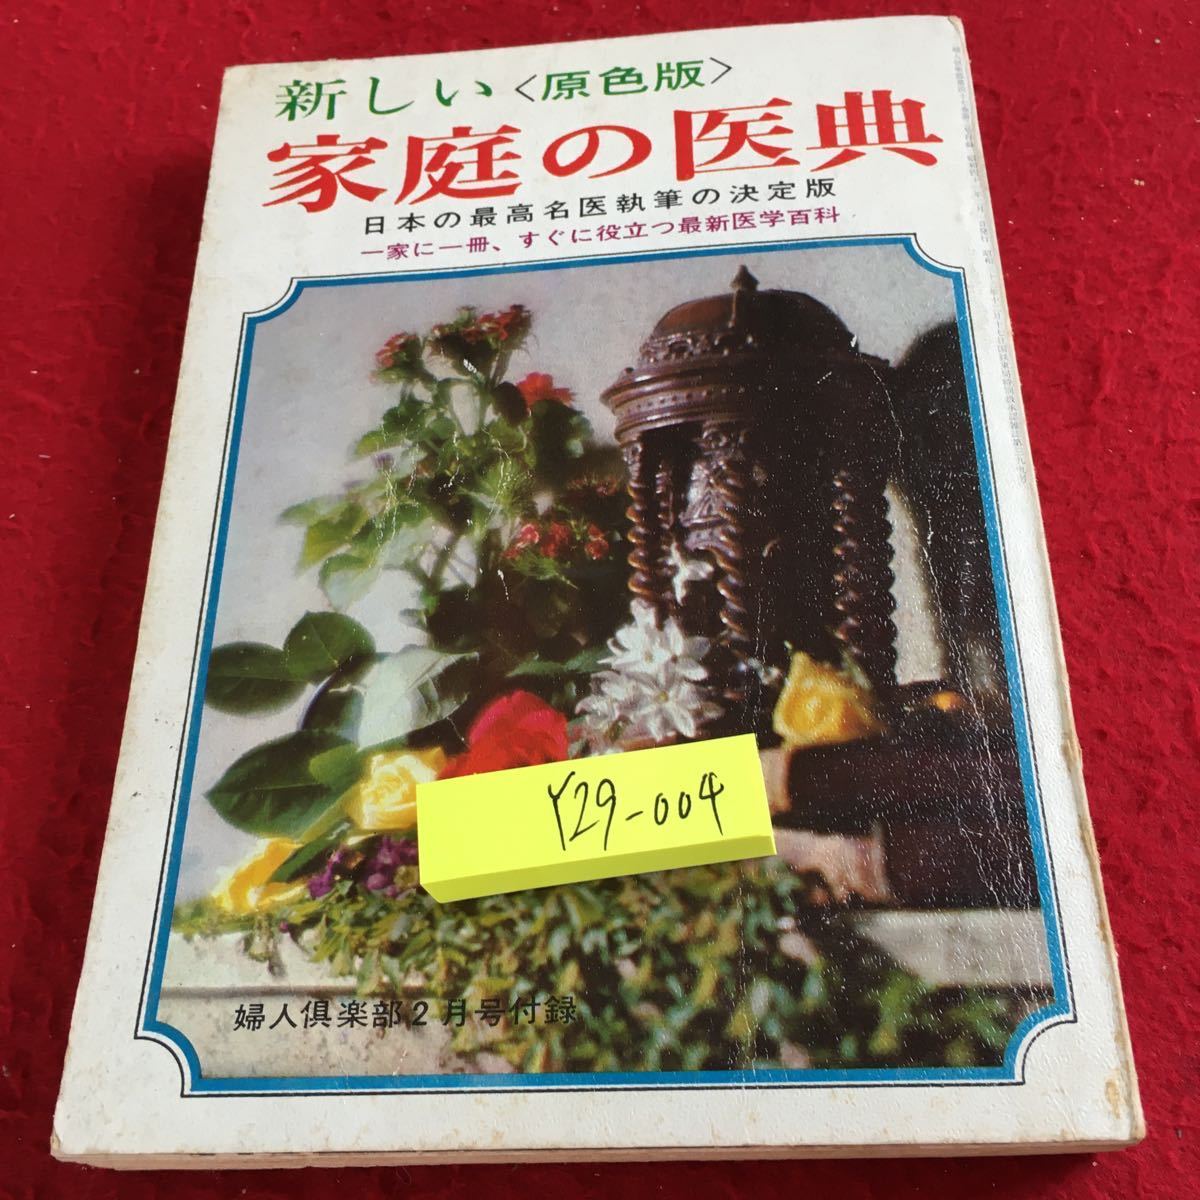 新しい〈原色版〉
家庭の医典
日本の最高名医執筆の決定版
一家に一冊、すぐに役立つ最新医学百科
Y29-004
婦人倶楽部2月号付録